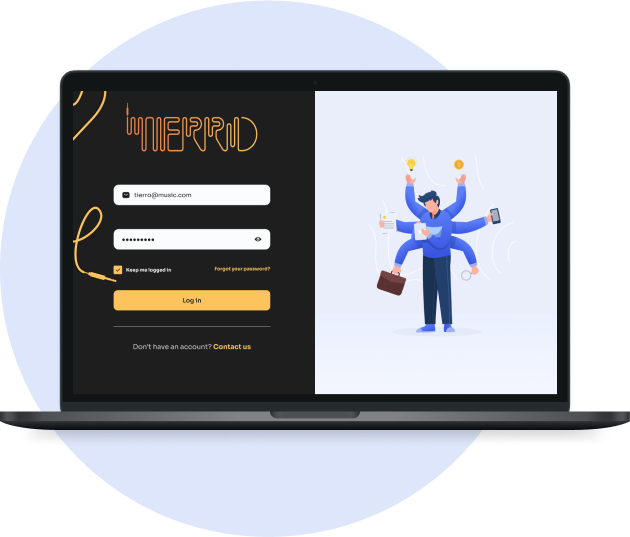 TIERRO
tierro@music.com
•••••••••
Keep me logged in
Forgot your password?
Log in
Don't have an account? Contact us